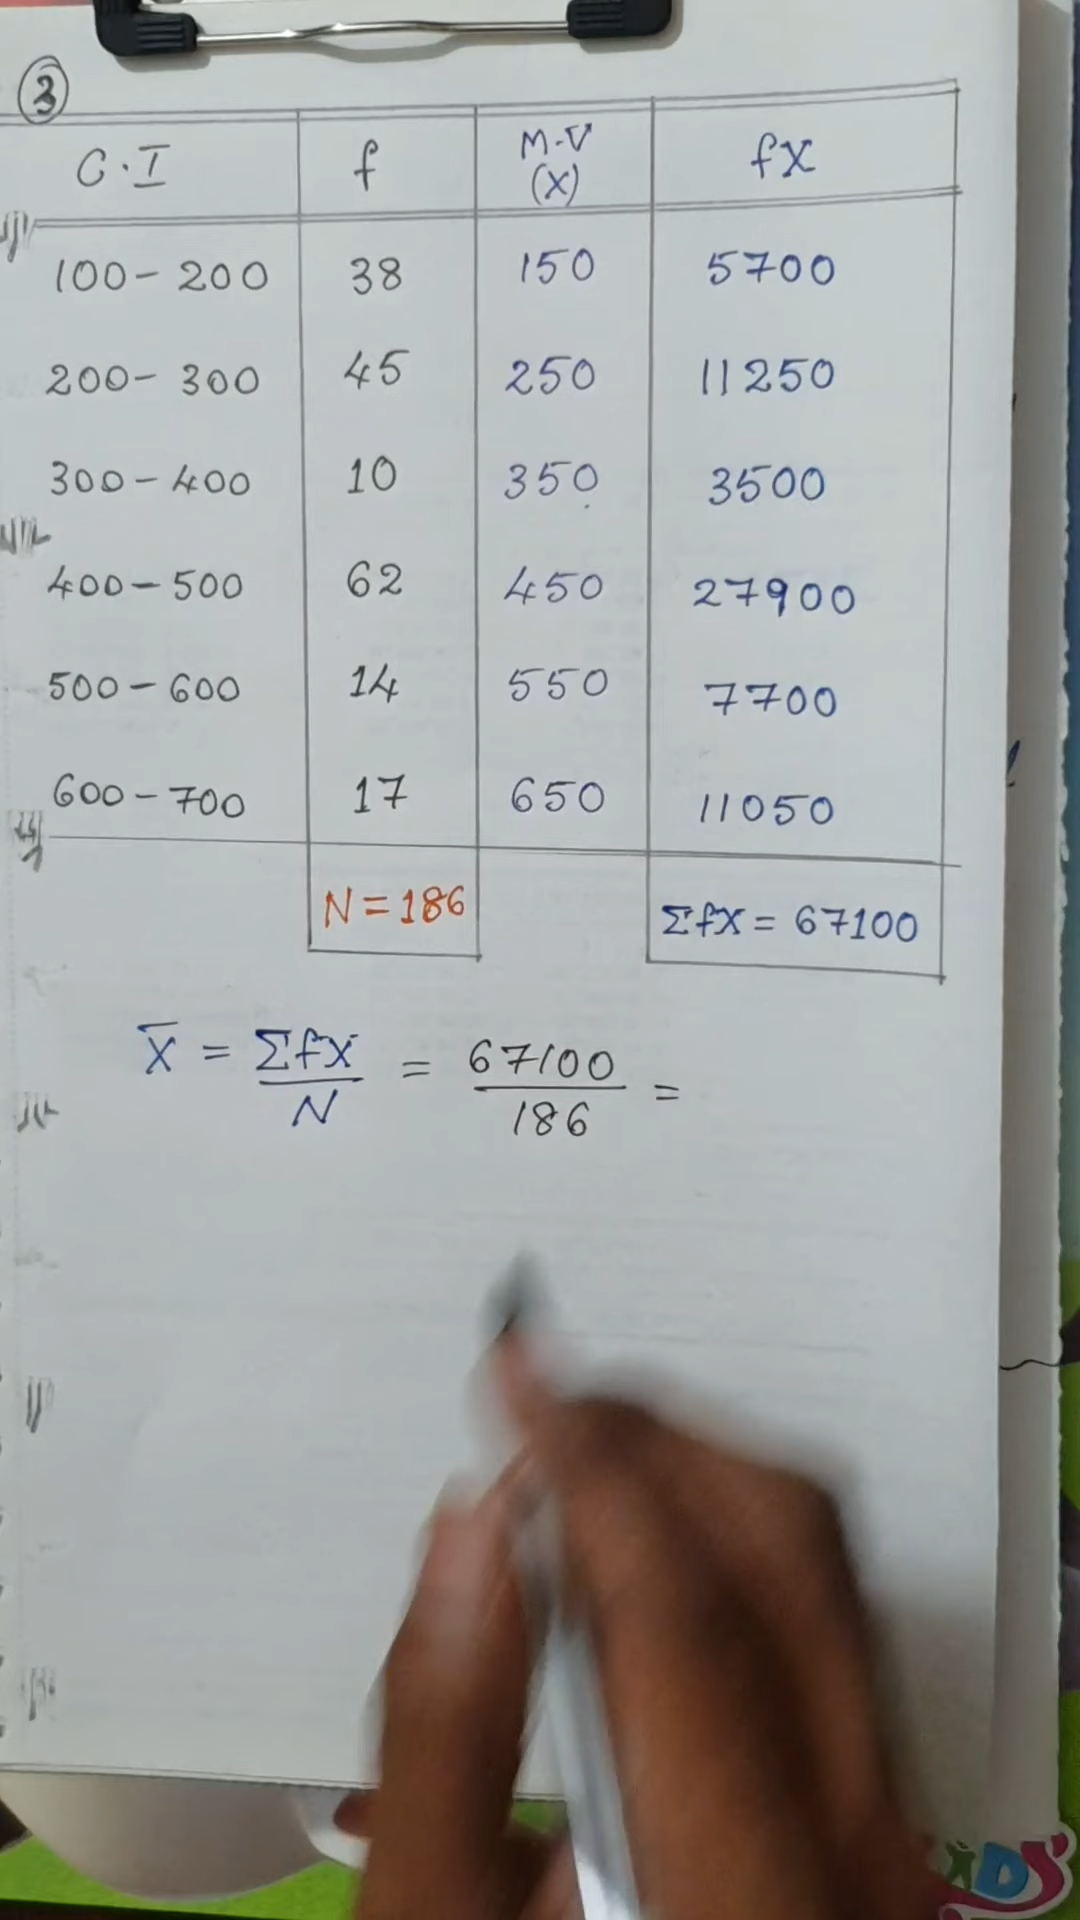 3
C.I f M.V (X) fX
100-200 38 150 5700
200-300 45 250 11250
300-400 10 350 3500
400-500 62 450 27900
500-600 14 550 7700
600-700 17 650 11050
N=186 ΣfX = 67100
X̄ = ΣfX/N = 67100/186 =